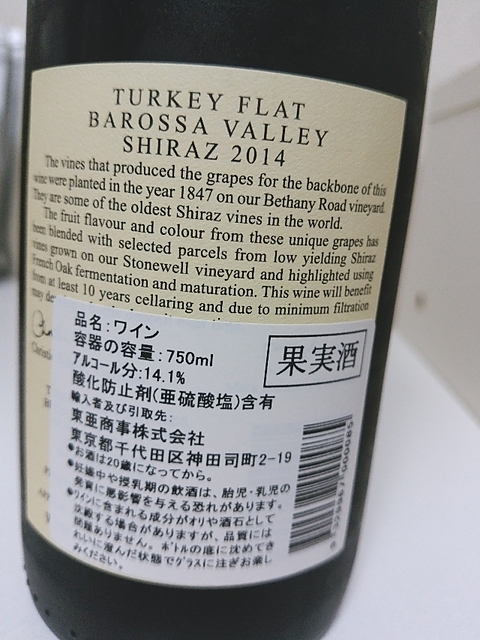 TURKEY FLAT
BAROSSA VALLEY
SHIRAZ 2014
The vines that produced the grapes for the backbone of this
wine were planted in the year 1847 on our Bethany Road vineyard.
They are some of the oldest Shiraz vines in the world.
The fruit flavour and colour from these unique grapes has
been blended with selected parcels from low yielding Shiraz
vines grown on our Stonewell vineyard and highlighted using
French Oak fermentation and maturation. This wine will benefit
from at least 10 years cellaring and due to minimum filtration
may
品名:ワイン
容器の容量:750ml
果実酒
アルコール分:14.1%
酸化防止剤(亜硫酸塩)含有
輸入者及び引取先:
東亜商事株式会社
東京都千代田区神田司町2-19
●お酒は20歳になってから。
●妊娠中や授乳期の飲酒は、胎児・乳児の
発育に悪影響を与える恐れがあります。
●ワインに含まれる成分がオリや酒石として
沈殿する場合がありますが、品質には
問題ありません。ボトルの底に沈めてき
れいに澄んだ状態でグラスに注ぎお楽し
みください。